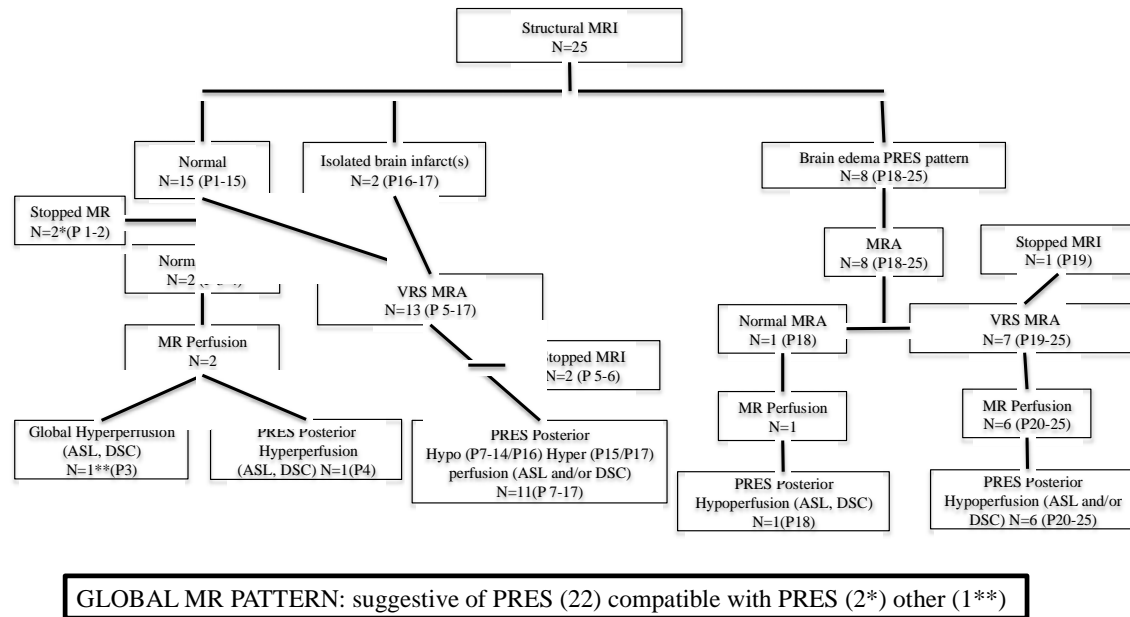 Structural MRI
N=25
Normal
N=15 (P1-15)
Isolated brain infarct(s)
N=2 (P16-17)
Brain edema PRES pattern
N=8 (P18-25)
Stopped MR
N=2*(P 1-2)
MRA
N=8 (P18-25)
Stopped MRI
N=1 (P19)
N=2
VRS MRA
N=13 (P 5-17)
Normal MRA
N=1 (P18)
VRS MRA
N=7 (P19-25)
MR Perfusion
N=2
Stopped MRI
N=2 (P 5-6)
MR Perfusion
N=1
MR Perfusion
N=6 (P20-25)
Global Hyperfusion
(ASL, DSC)
N=1**(P3)
PRES Posterior
Hyperperfusion
(ASL, DSC) N=1(P4)
PRES Posterior
Hypo (P7-14/P16) Hyper (P15/P17)
perfusion (ASL and/or DSC)
N=11(P 7-17)
PRES Posterior
Hypoperfusion (ASL, DSC)
N=1(P18)
PRES Posterior
Hypoperfusion (ASL and/or
DSC) N=6 (P20-25)
GLOBAL MR PATTERN: suggestive of PRES (22) compatible with PRES (2*) other (1**)